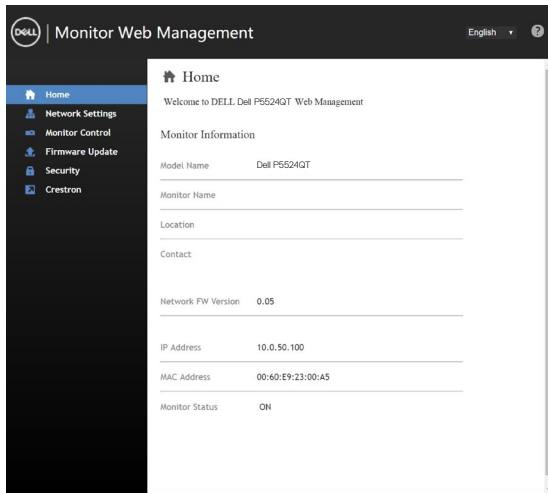 DELL | Monitor Web Management
English
?
Home
Network Settings
Monitor Control
Firmware Update
Security
Crestron
Home
Welcome to DELL Dell P5524QT Web Management
Monitor Information
Model Name Dell P5524QT
Monitor Name
Location
Contact
Network FW Version 0.05
IP Address 10.0.50.100
MAC Address 00:60:E9:23:00:A5
Monitor Status ON